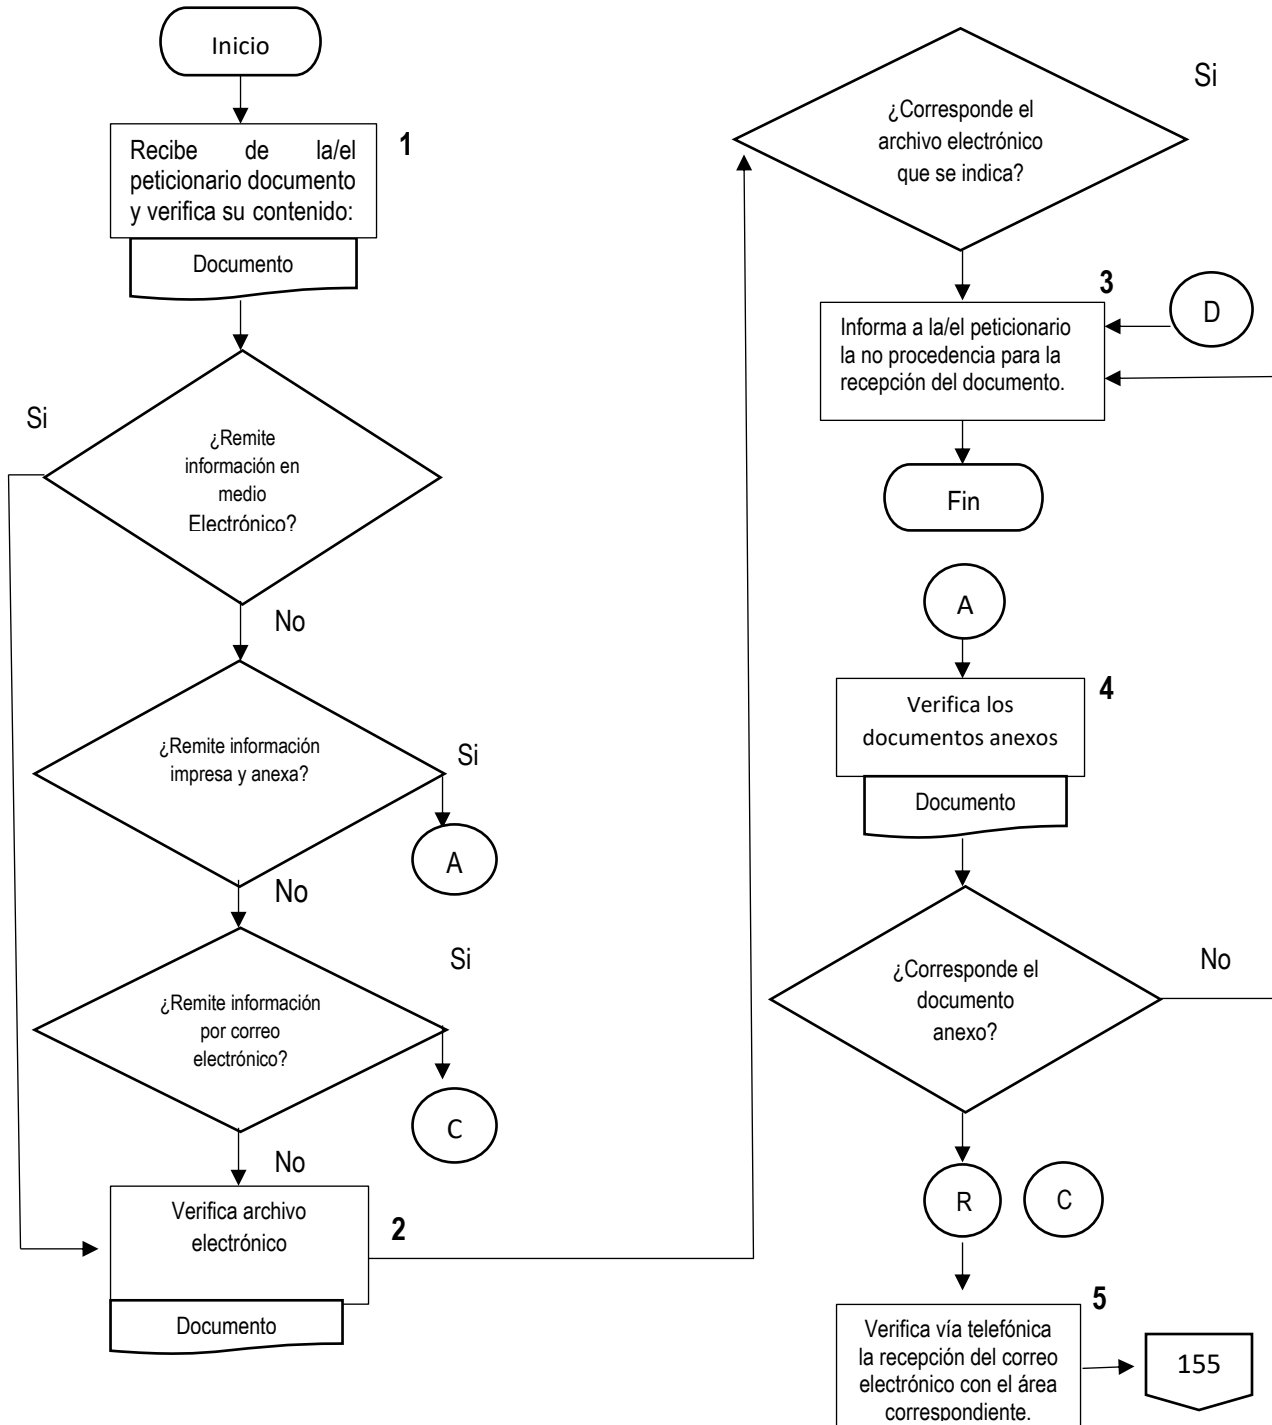 Inicio
1
Recibe de la/el
peticionario documento
y verifica su contenido:
Documento
Si
¿Remite
información en
medio
Electrónico?
No
¿Remite información
impresa y anexa?
Si
A
No
¿Remite información
por correo
electrónico?
Si
C
No
Verifica archivo
electrónico
2
Documento
¿Corresponde el
archivo electrónico
que se indica?
Si
3
Informa a la/el peticionario
la no procedencia para la
recepción del documento.
D
Fin
A
4
Verifica los
documentos anexos
Documento
¿Corresponde el
documento
anexo?
No
R
C
5
Verifica vía telefónica
la recepción del correo
electrónico con el área
correspondiente.
155